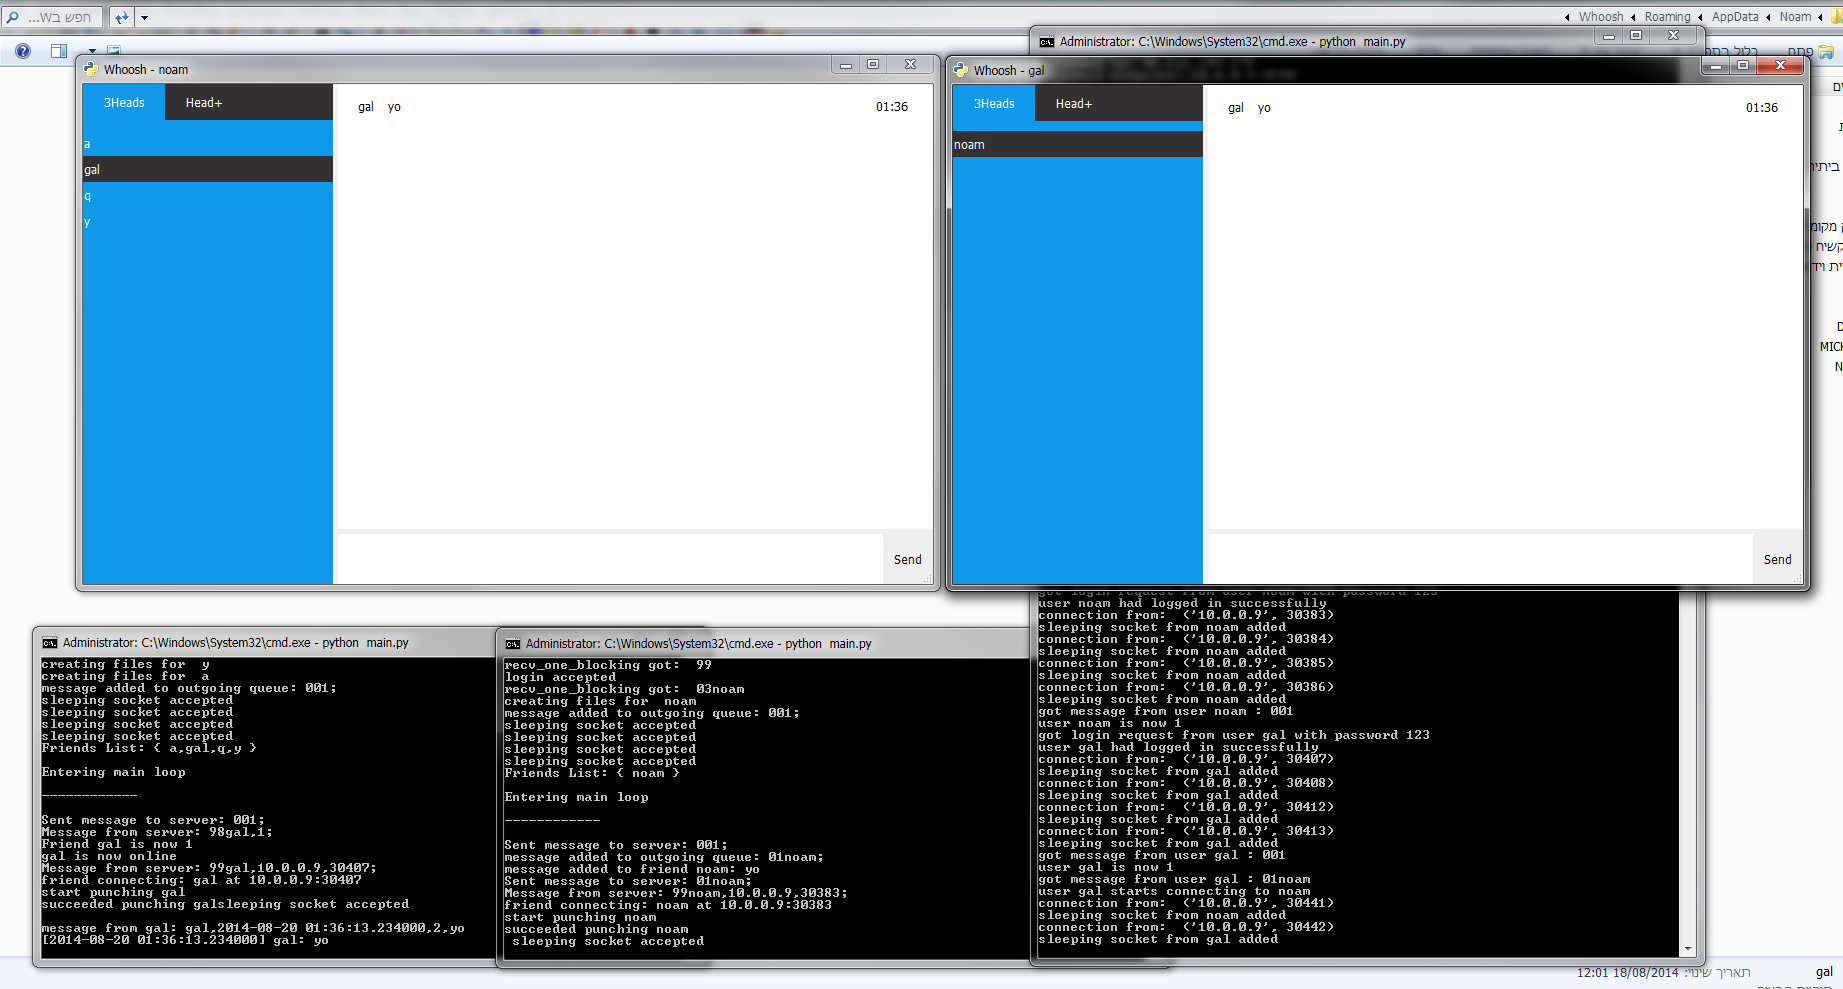 חפש בW...
Whoosh Roaming AppData Noam
Administrator: C:\Windows\System32\cmd.exe - python main.py
פתח
Whoosh - noam
3Heads Head+
a
gal
q
y
gal yo 01:36
Send
Whoosh - gal
3Heads Head+
noam
gal yo 01:36
Send
Administrator: C:\Windows\System32\cmd.exe - python main.py
creating files for y
creating files for a
message added to outgoing queue: 001;
sleeping socket accepted
sleeping socket accepted
sleeping socket accepted
sleeping socket accepted
Friends List: { a,gal,q,y }
Entering main loop
------------
Sent message to server: 001;
Message from server: 98gal,1;
Friend gal is now 1
gal is now online
Message from server: 99gal,10.0.0.9,30407;
friend connecting: gal at 10.0.0.9:30407
start punching gal
succeeded punching galsleeping socket accepted
message from gal: gal,2014-08-20 01:36:13.234000,2,yo
[2014-08-20 01:36:13.234000] gal: yo
Administrator: C:\Windows\System32\cmd.exe - python main.py
recv_one_blocking got: 99
login accepted
recv_one_blocking got: 03noam
creating files for noam
message added to outgoing queue: 001;
sleeping socket accepted
sleeping socket accepted
sleeping socket accepted
sleeping socket accepted
Friends List: { noam }
Entering main loop
------------
Sent message to server: 001;
message added to outgoing queue: 01noam;
message added to friend noam: yo
Sent message to server: 01noam;
Message from server: 99noam,10.0.0.9,30383;
friend connecting: noam at 10.0.0.9:30383
start punching noam
succeeded punching noam
sleeping socket accepted
got login request from user noam with password 123
user noam had logged in successfully
connection from: ('10.0.0.9', 30383)
sleeping socket from noam added
connection from: ('10.0.0.9', 30384)
sleeping socket from noam added
connection from: ('10.0.0.9', 30385)
sleeping socket from noam added
connection from: ('10.0.0.9', 30386)
sleeping socket from noam added
got message from user noam : 001
user noam is now 1
got login request from user gal with password 123
user gal had logged in successfully
connection from: ('10.0.0.9', 30407)
sleeping socket from gal added
connection from: ('10.0.0.9', 30408)
sleeping socket from gal added
connection from: ('10.0.0.9', 30412)
sleeping socket from gal added
connection from: ('10.0.0.9', 30413)
sleeping socket from gal added
got message from user gal : 001
user gal is now 1
got message from user gal : 01noam
user gal starts connecting to noam
connection from: ('10.0.0.9', 30441)
sleeping socket from noam added
connection from: ('10.0.0.9', 30442)
sleeping socket from gal added
gal תאריך שינוי: 18/08/2014 12:01